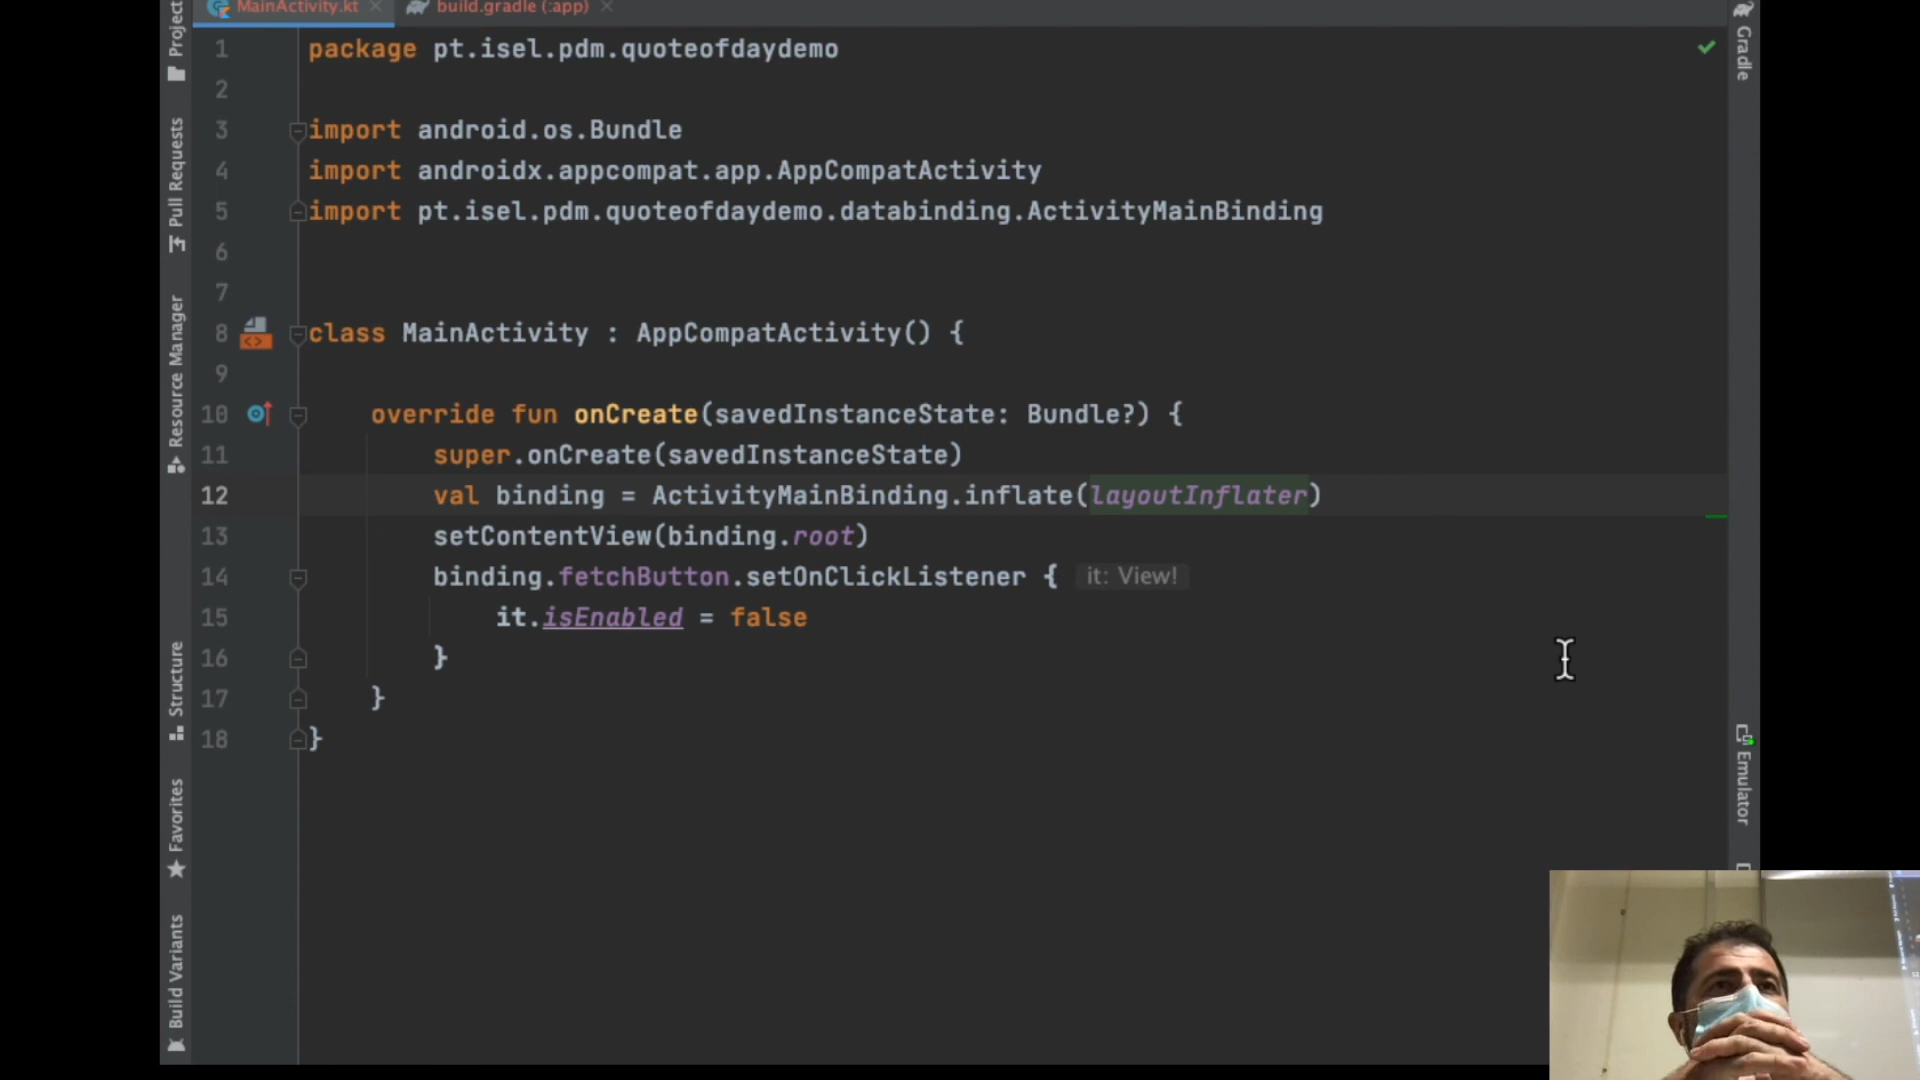 MainActivity.kt
build.gradle (:app)
1 package pt.isel.pdm.quoteofdaydemo
2
3 import android.os.Bundle
4 import androidx.appcompat.app.AppCompatActivity
5 import pt.isel.pdm.quoteofdaydemo.databinding.ActivityMainBinding
6
7
8 class MainActivity : AppCompatActivity() {
9
10 override fun onCreate(savedInstanceState: Bundle?) {
11 super.onCreate(savedInstanceState)
12 val binding = ActivityMainBinding.inflate(layoutInflater)
13 setContentView(binding.root)
14 binding.fetchButton.setOnClickListener { it: View!
15 it.isEnabled = false
16 }
17 }
18 }
Project
Pull Requests
Resource Manager
Structure
Favorites
Build Variants
Gradle
Emulator